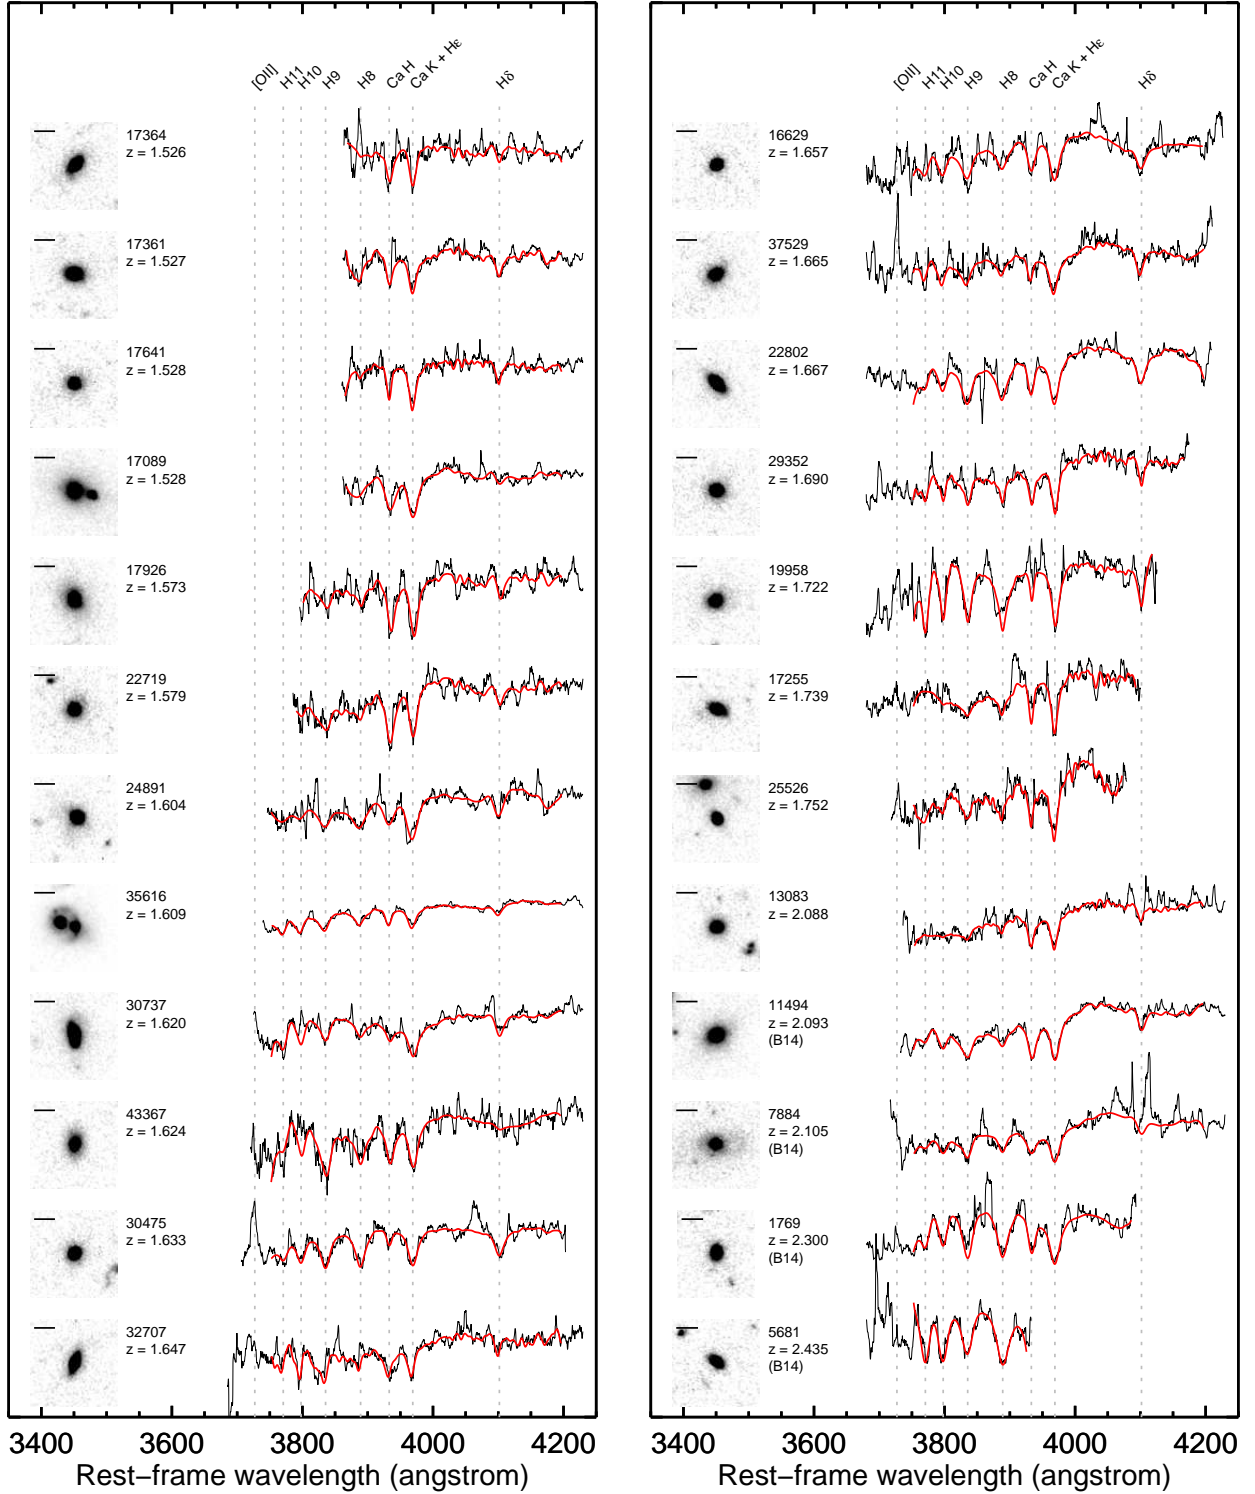 [OII] H11 H10 H9 H8 Ca H Ca K + Hε Hδ
17364
z = 1.526
17361
z = 1.527
17641
z = 1.528
17089
z = 1.528
17926
z = 1.573
22719
z = 1.579
24891
z = 1.604
35616
z = 1.609
30737
z = 1.620
43367
z = 1.624
30475
z = 1.633
32707
z = 1.647
3400 3600 3800 4000 4200
Rest−frame wavelength (angstrom)
[OII] H11 H10 H9 H8 Ca H Ca K + Hε Hδ
16629
z = 1.657
37529
z = 1.665
22802
z = 1.667
29352
z = 1.690
19958
z = 1.722
17255
z = 1.739
25526
z = 1.752
13083
z = 2.088
11494
z = 2.093
(B14)
7884
z = 2.105
(B14)
1769
z = 2.300
(B14)
5681
z = 2.435
(B14)
3400 3600 3800 4000 4200
Rest−frame wavelength (angstrom)